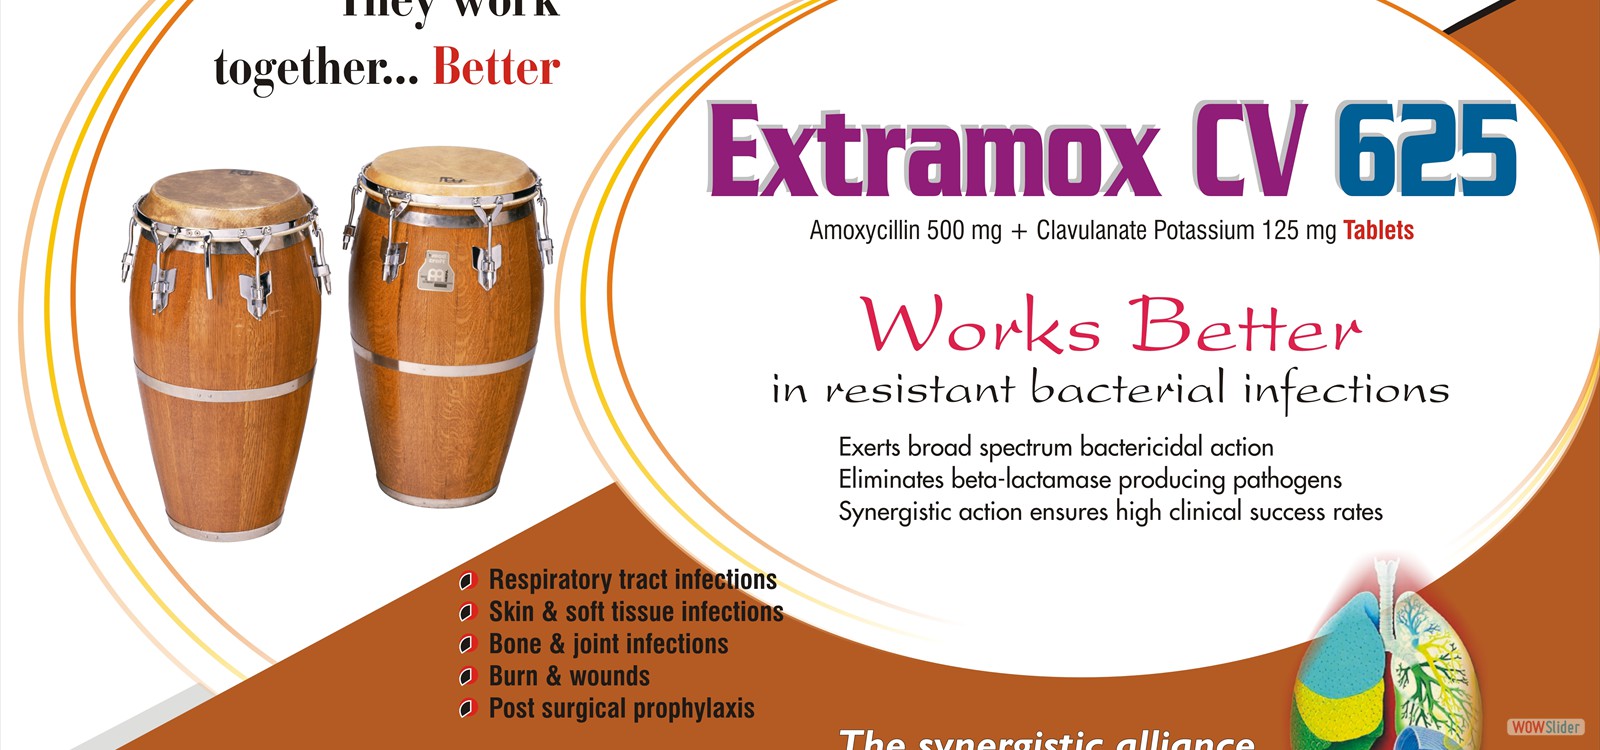 They work
together... Better
Extramox CV 625
Amoxycillin 500 mg + Clavulanate Potassium 125 mg Tablets
Works Better
in resistant bacterial infections
Exerts broad spectrum bactericidal action
Eliminates beta-lactamase producing pathogens
Synergistic action ensures high clinical success rates
Respiratory tract infections
Skin & soft tissue infections
Bone & joint infections
Burn & wounds
Post surgical prophylaxis
The synergistic alliance
WOWSlider